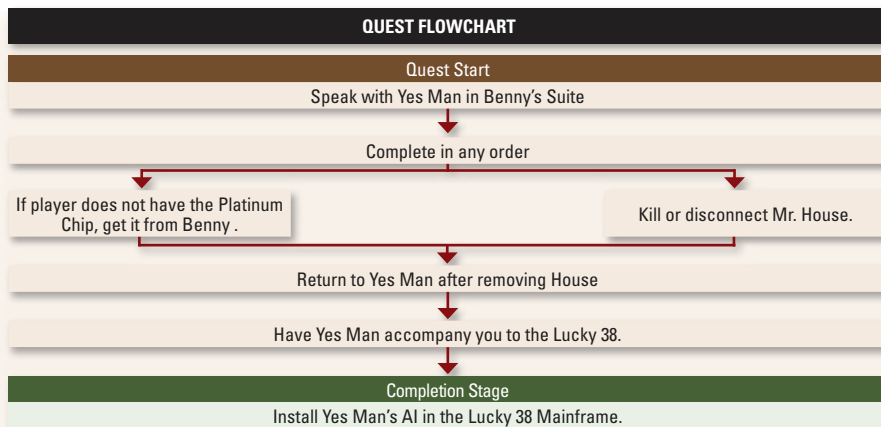 QUEST FLOWCHART
Quest Start
Speak with Yes Man in Benny's Suite
Complete in any order
If player does not have the Platinum
Chip, get it from Benny .
Kill or disconnect Mr. House.
Return to Yes Man after removing House
Have Yes Man accompany you to the Lucky 38.
Completion Stage
Install Yes Man's AI in the Lucky 38 Mainframe.